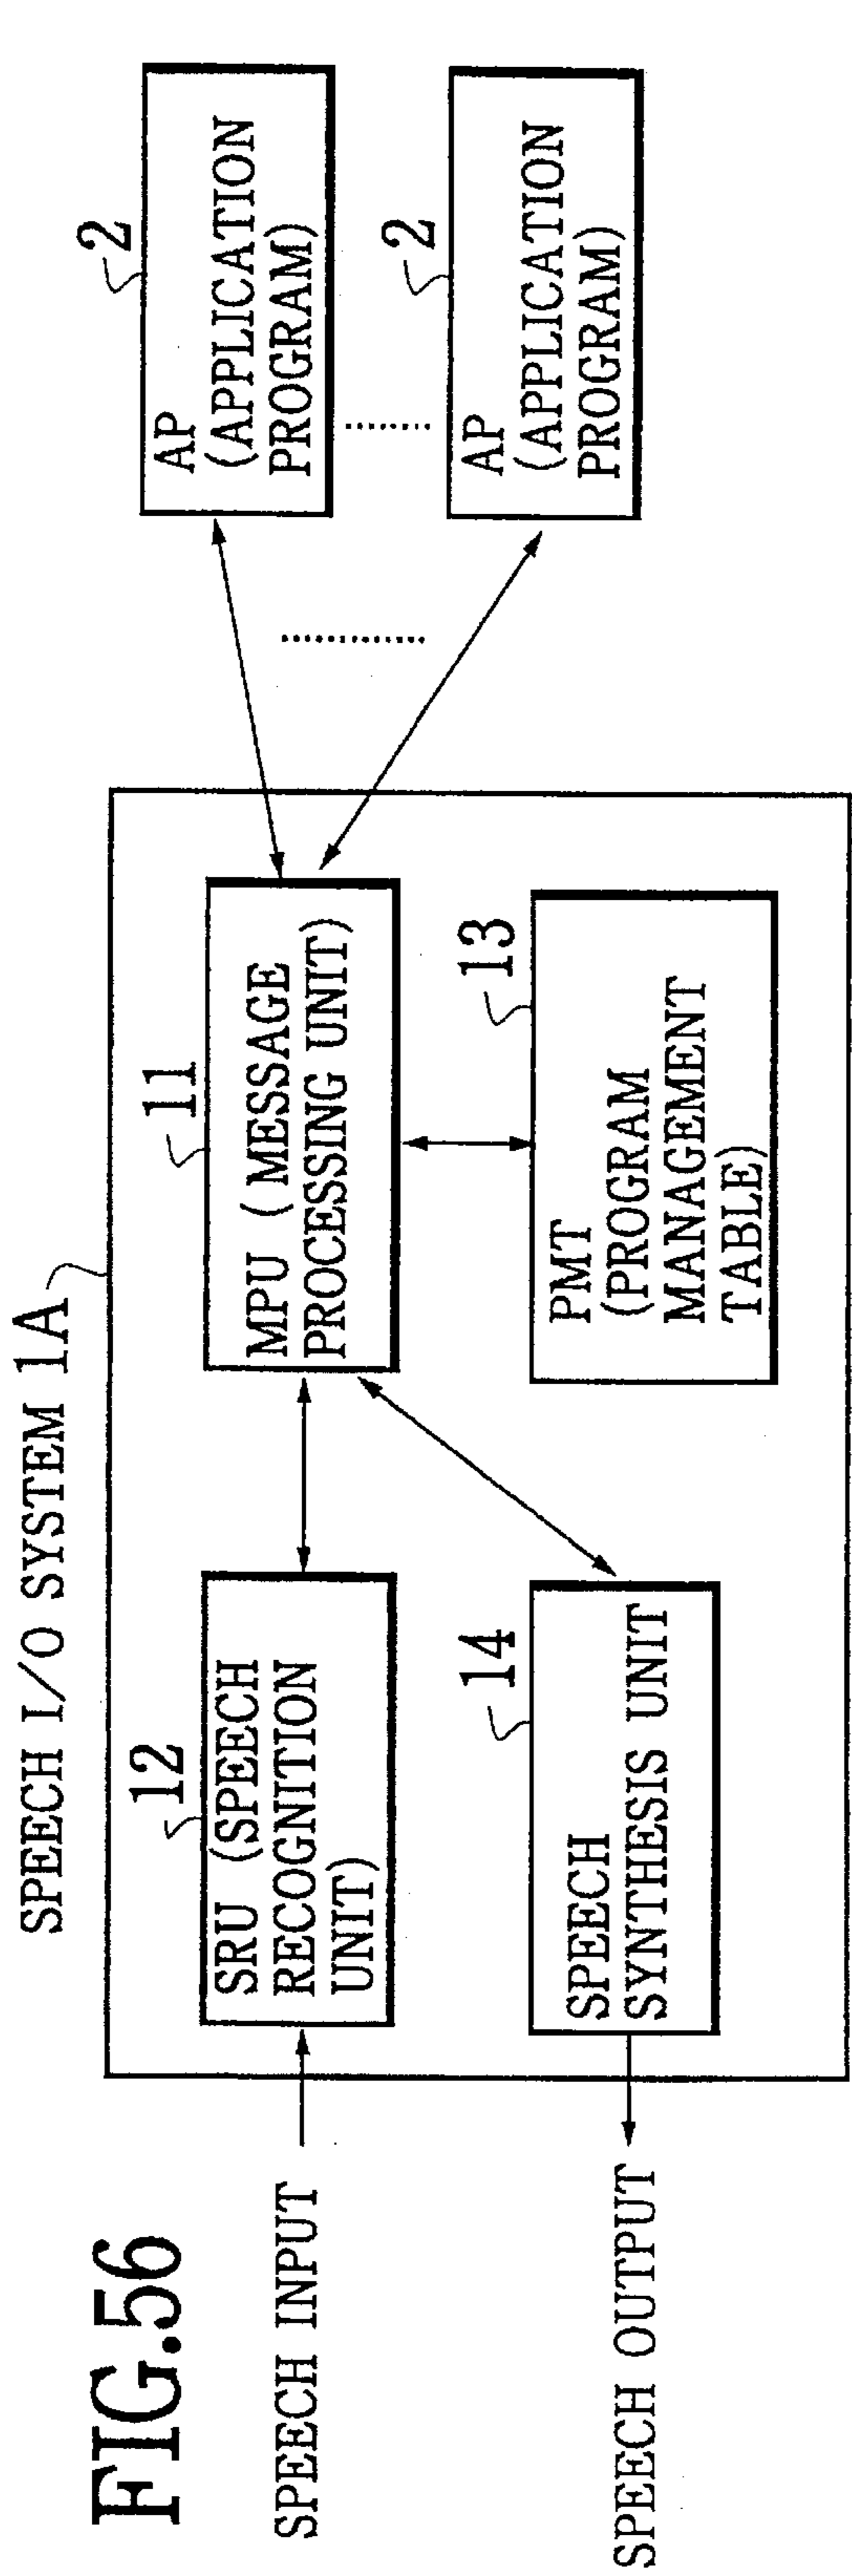 FIG.56
SPEECH I/O SYSTEM 1A
SPEECH INPUT
12
SRU (SPEECH
RECOGNITION
UNIT)
11
MPU ( MESSAGE
PROCESSING UNIT)
2
AP
(APPLICATION
PROGRAM)
SPEECH OUTPUT
14
SPEECH
SYNTHESIS UNIT
13
PMT
(PROGRAM
MANAGEMENT
TABLE)
2
AP
(APPLICATION
PROGRAM)